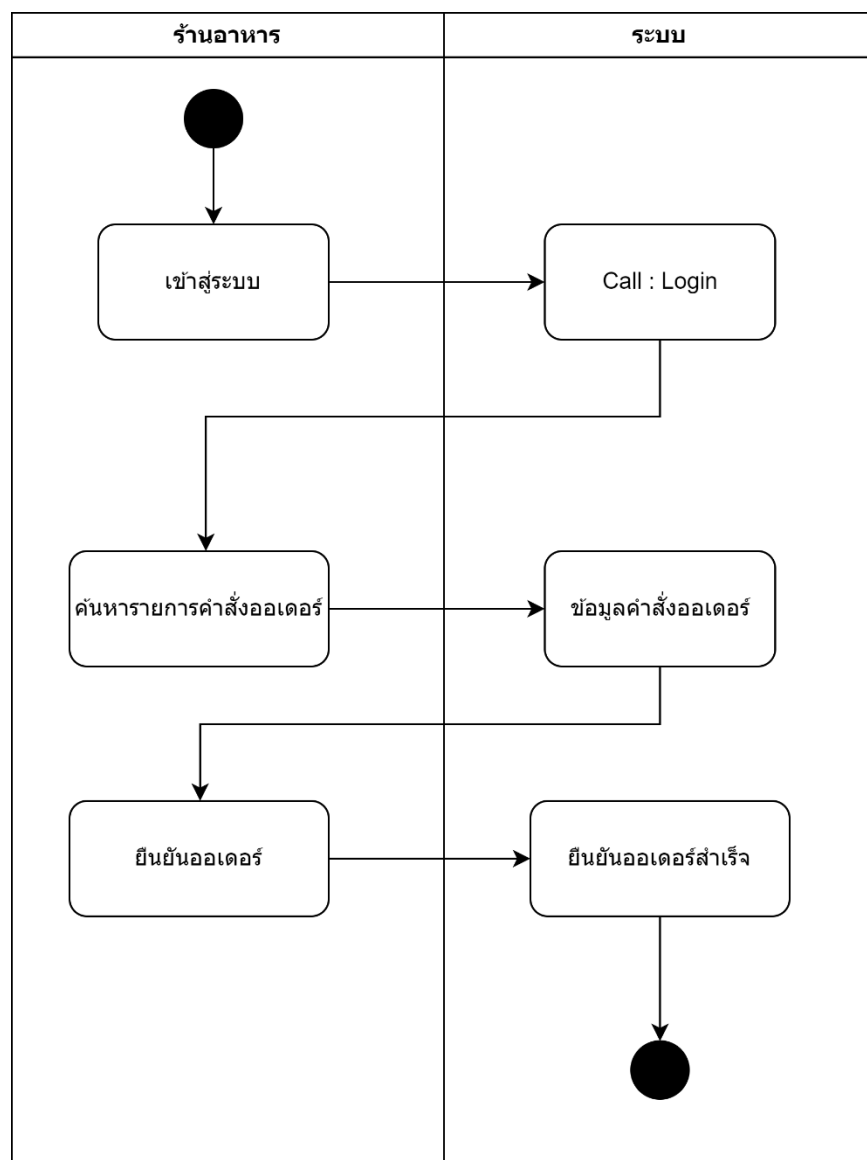 ร้านอาหาร
ระบบ
เข้าสู่ระบบ
Call : Login
ค้นหารายการคำสั่งออเดอร์
ข้อมูลคำสั่งออเดอร์
ยืนยันออเดอร์
ยืนยันออเดอร์สำเร็จ